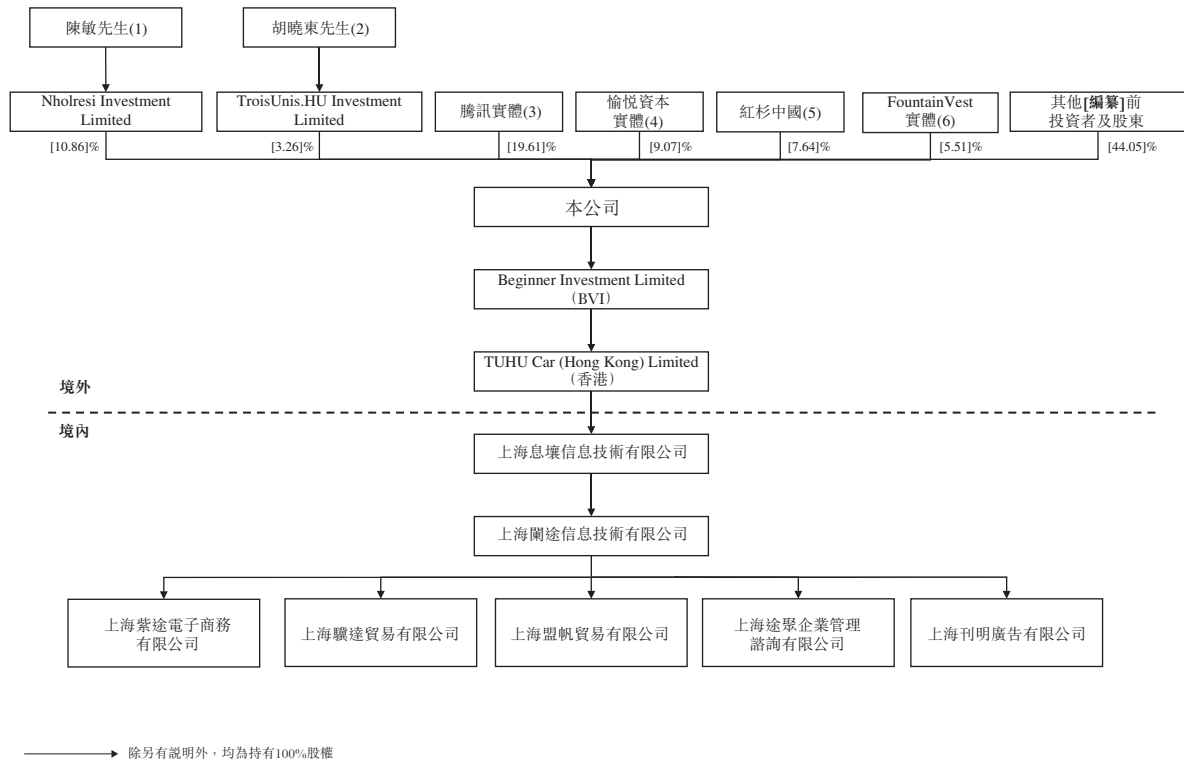 陳敏先生(1)
胡曉東先生(2)
Nholresi Investment
Limited
TroisUnis.HU Investment
Limited
騰訊實體(3)
愉悅資本
實體(4)
紅杉中國(5)
FountainVest
實體(6)
其他[編纂]前
投資者及股東
[10.86]%
[3.26]%
[19.61]%
[9.07]%
[7.64]%
[5.51]%
[44.05]%
本公司
Beginner Investment Limited
（BVI）
TUHU Car (Hong Kong) Limited
（香港）
境外
境內
上海息壤信息技術有限公司
上海闌途信息技術有限公司
上海紫途電子商務
有限公司
上海驥達貿易有限公司
上海盟帆貿易有限公司
上海途聚企業管理
諮詢有限公司
上海刊明廣告有限公司
除另有説明外，均為持有100%股權